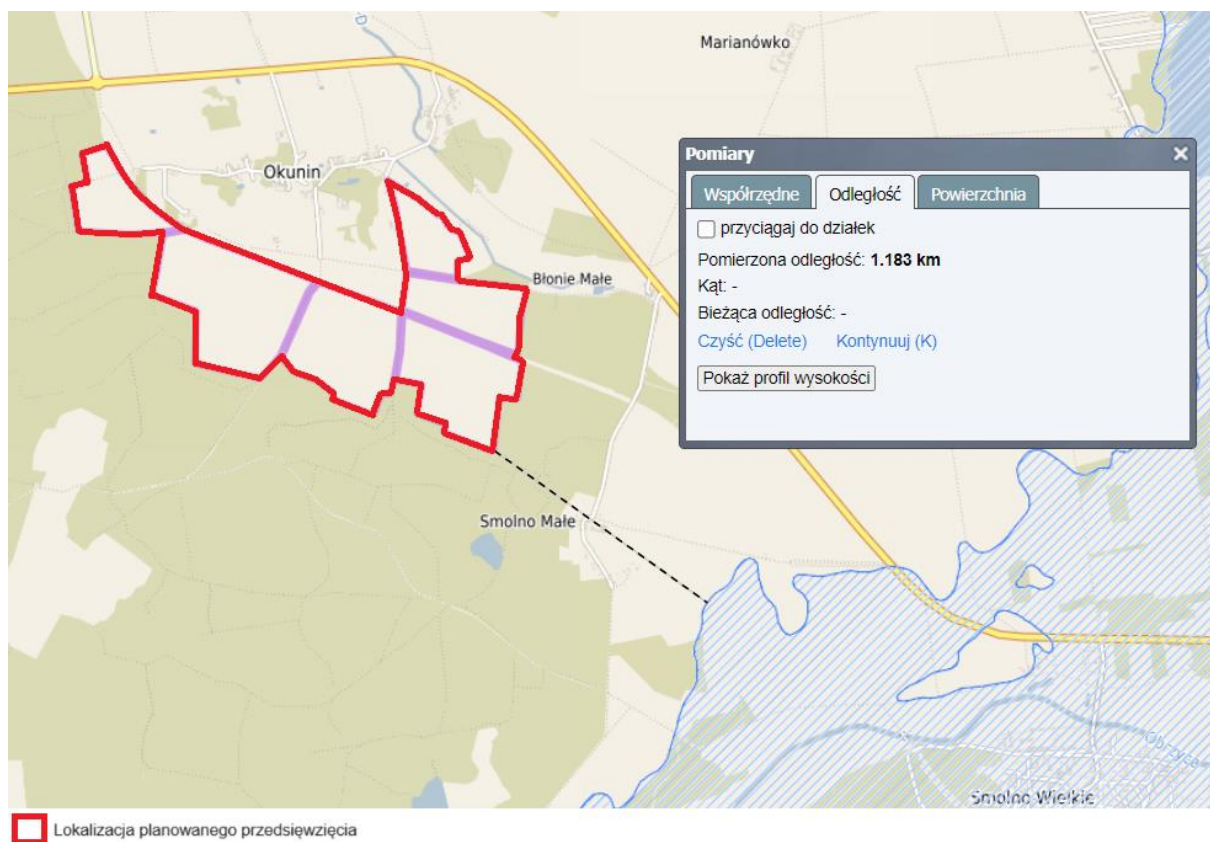 Marianówko
Okunin
Błonie Małe
Smolno Małe
Obrzyca
Smolno Wielkie
Pomiary
Współrzędne Odległość Powierzchnia
przyciągaj do działek
Pomierzona odległość: 1.183 km
Kąt: -
Bieżąca odległość: -
Czyść (Delete) Kontynuuj (K)
Pokaż profil wysokości
Lokalizacja planowanego przedsięwzięcia